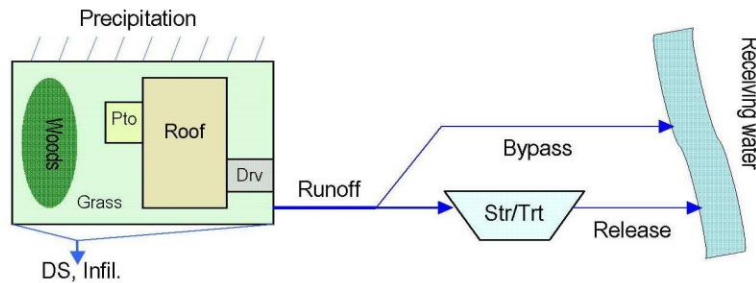 Precipitation
Woods
Pto
Roof
Drv
Grass
Runoff
DS, Infil.
Bypass
Str/Trt
Release
Receiving water